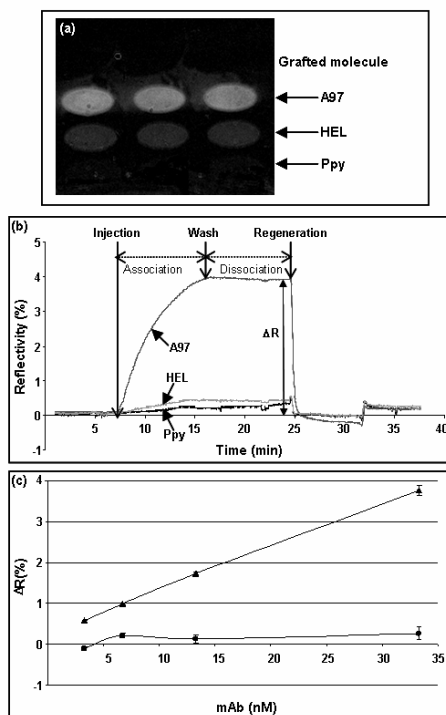 (a)
Grafted molecule
A97
HEL
Ppy
(b)
Injection Wash Regeneration
Association Dissociation
ΔR
A97
HEL
Ppy
Reflectivity (%)
5
4
3
2
1
0
-1
5 10 15 20 25 30 35 40
Time (min)
(c)
ΔR(%)
4
3
2
1
0
-1
0 5 10 15 20 25 30 35
mAb (nM)